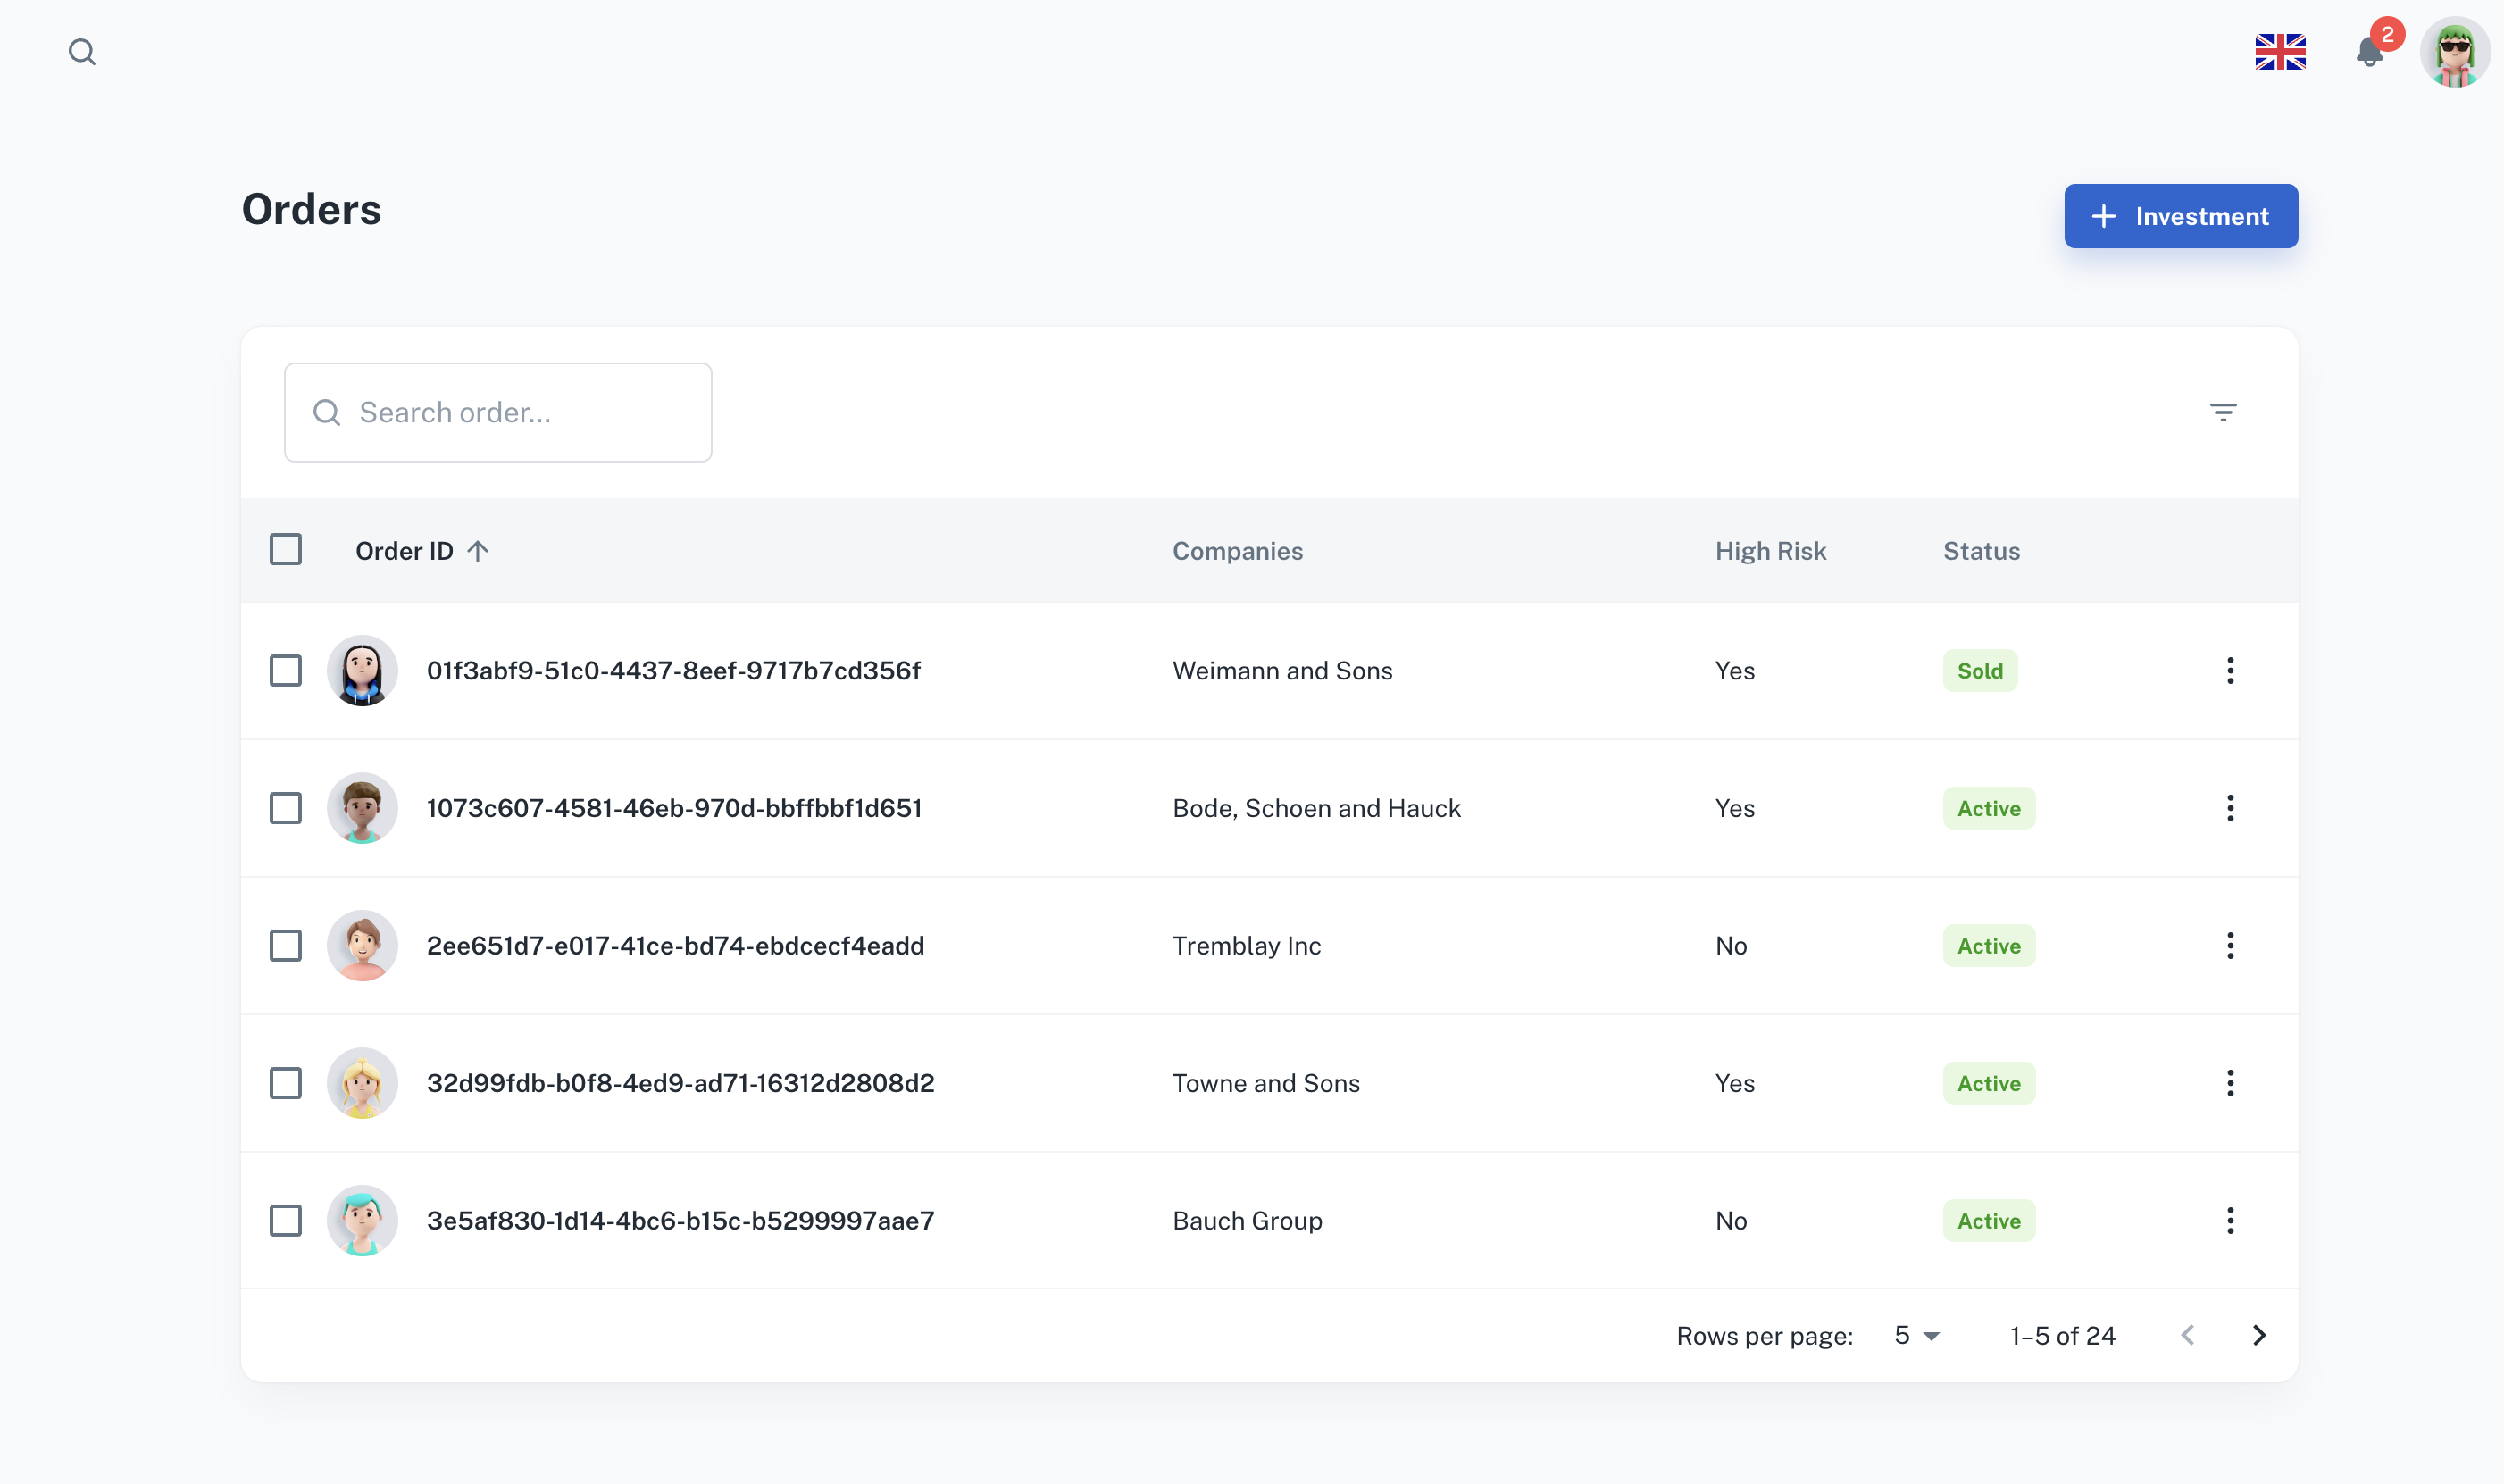 2
Orders
Investment
Search order...
Order ID Companies High Risk Status
01f3abf9-51c0-4437-8eef-9717b7cd356f Weimann and Sons Yes Sold
1073c607-4581-46eb-970d-bbffbbf1d651 Bode, Schoen and Hauck Yes Active
2ee651d7-e017-41ce-bd74-ebdcecf4eadd Tremblay Inc No Active
32d99fdb-b0f8-4ed9-ad71-16312d2808d2 Towne and Sons Yes Active
3e5af830-1d14-4bc6-b15c-b5299997aae7 Bauch Group No Active
Rows per page: 5 1–5 of 24